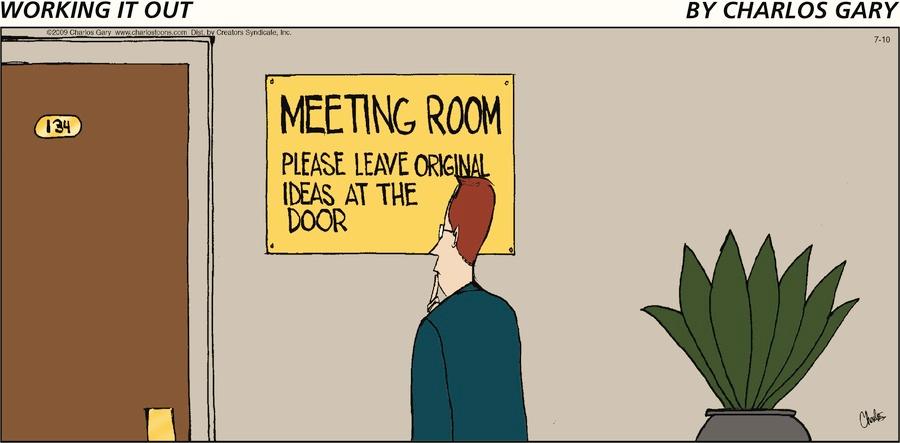 WORKING IT OUT BY CHARLOS GARY
©2009 Charlos Gary www.charlostoons.com Dist. by Creators Syndicate, Inc.
7-10
134
MEETING ROOM
PLEASE LEAVE ORIGINAL
IDEAS AT THE
DOOR
Charlos